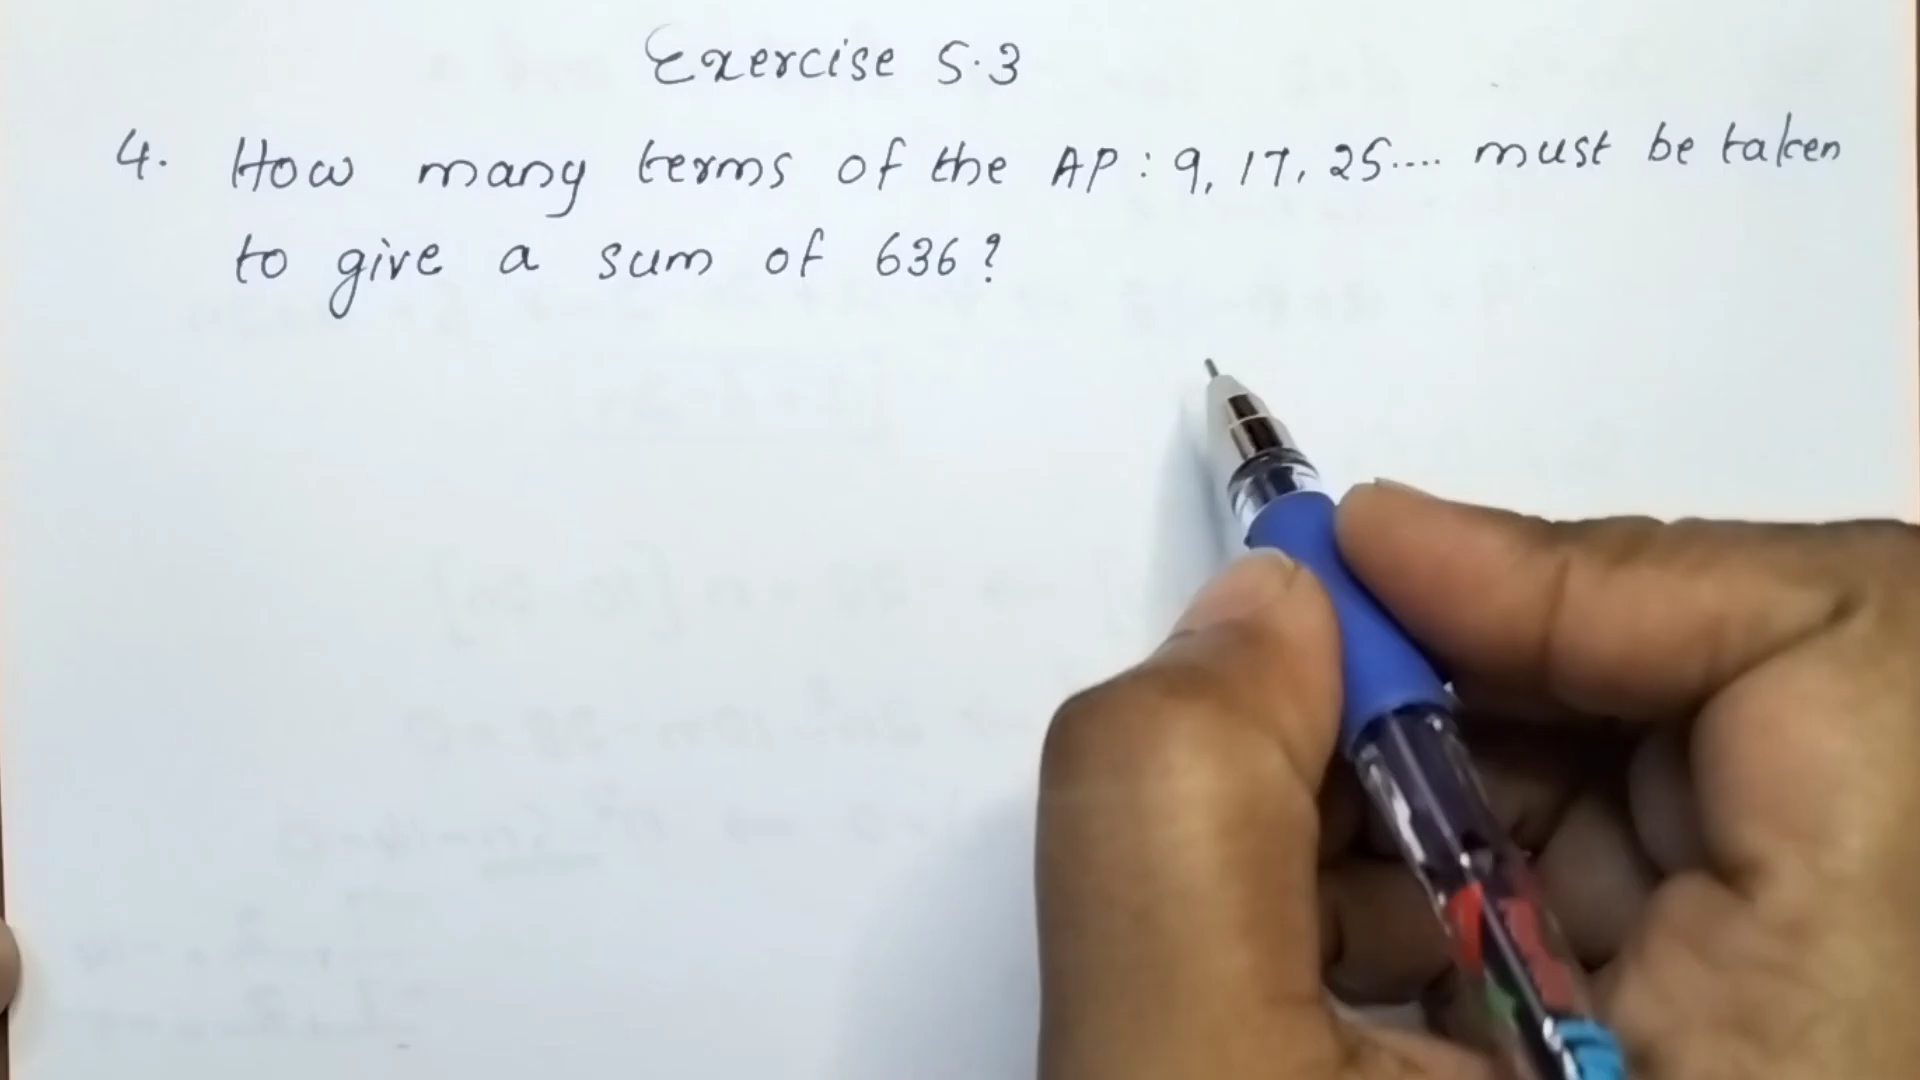 Exercise 5.3
4. How many terms of the AP : 9, 17, 25.... must be taken
to give a sum of 636?